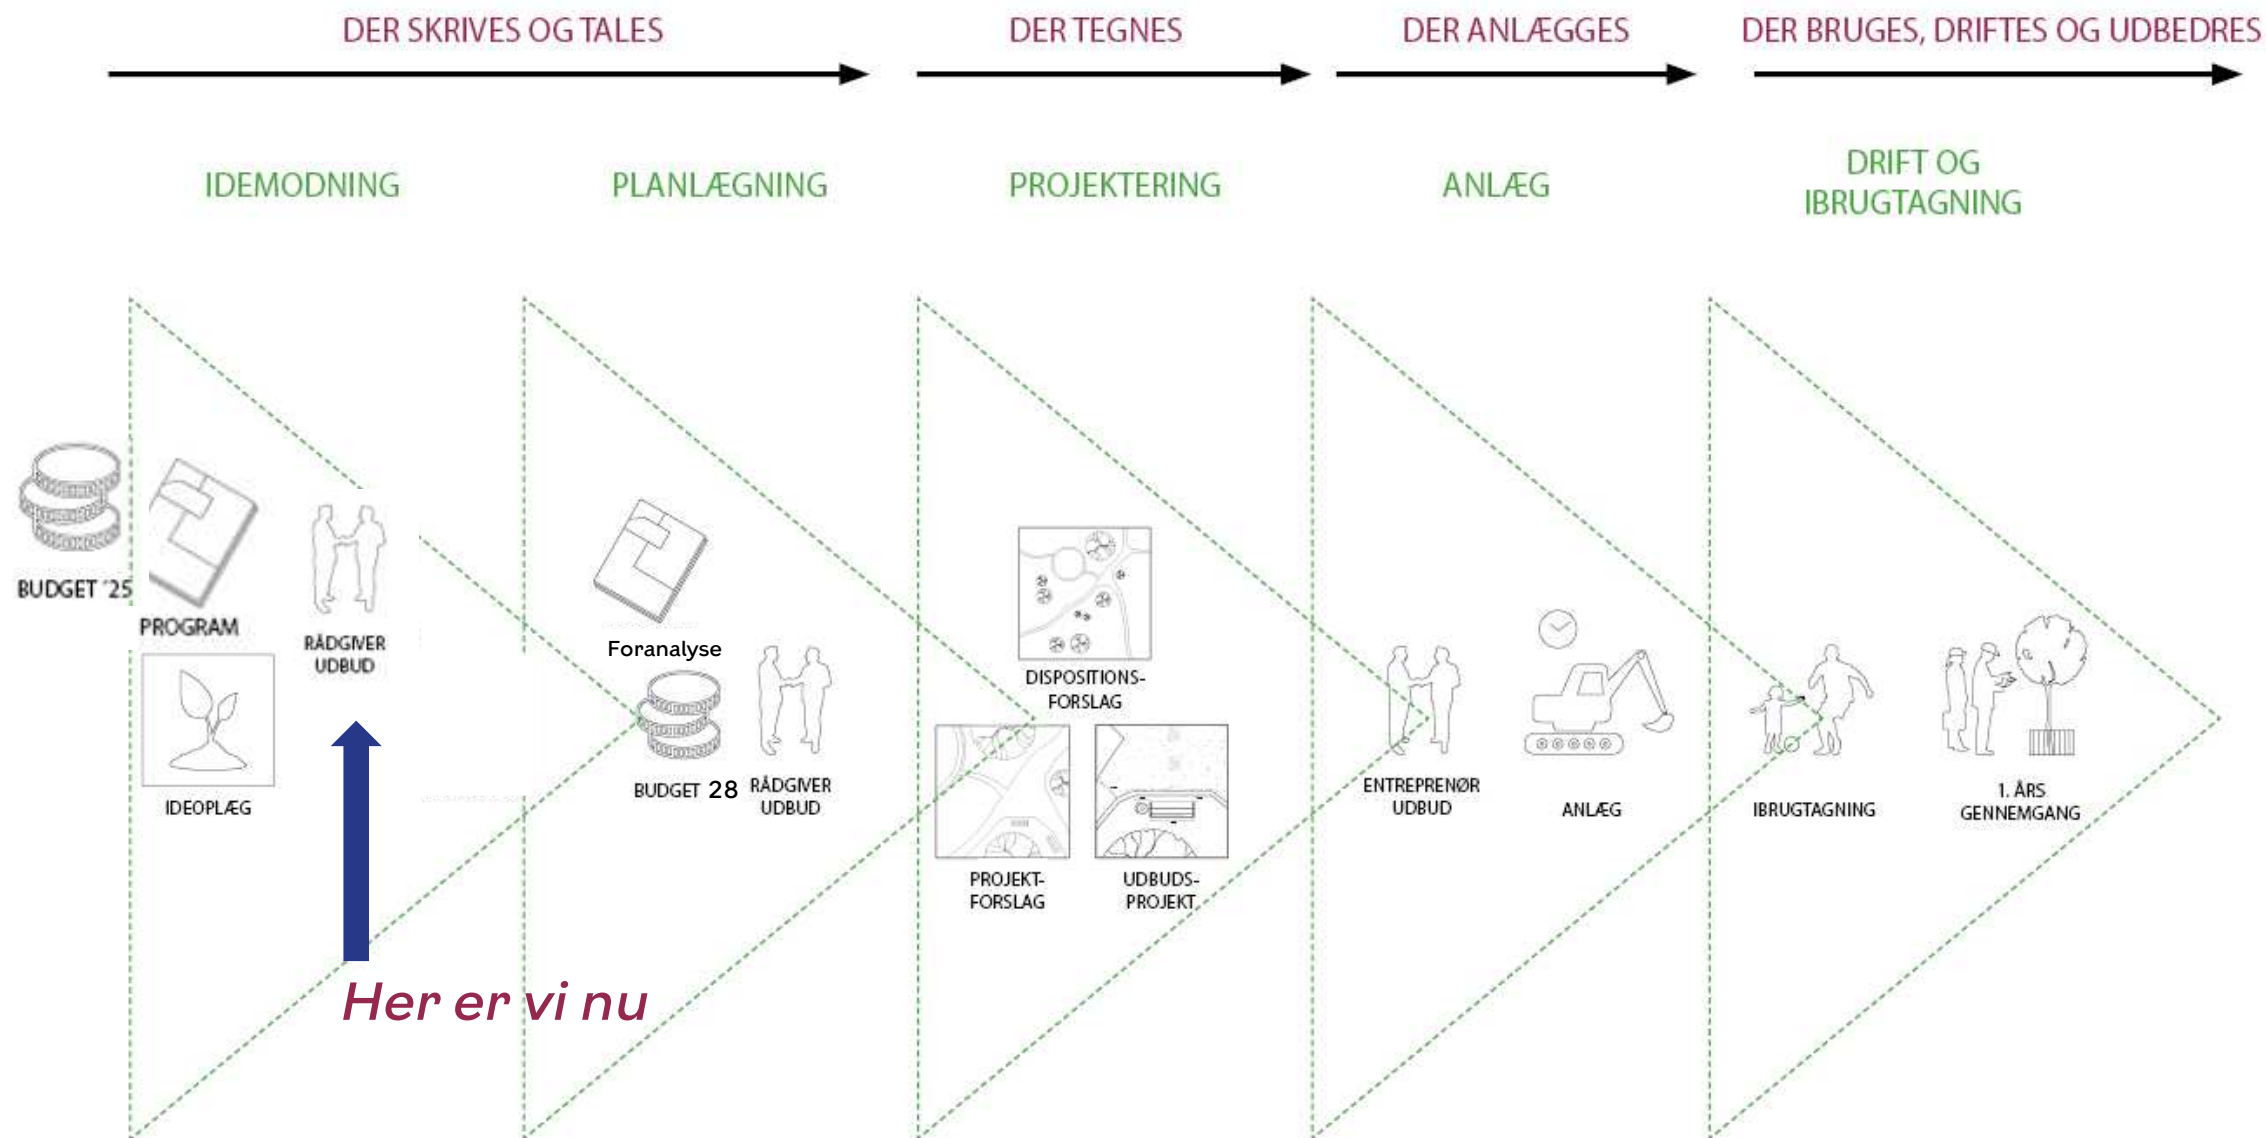 DER SKRIVES OG TALES
DER TEGNES
DER ANLÆGGES
DER BRUGES, DRIFTES OG UDBEDRES
IDEMODNING
PLANLÆGNING
PROJEKTERING
ANLÆG
DRIFT OG
IBRUGTAGNING
BUDGET '25
PROGRAM
RÅDGIVER
UDBUD
IDEOPLÆG
Her er vi nu
Foranalyse
BUDGET 28
RÅDGIVER
UDBUD
DISPOSITIONS-
FORSLAG
PROJEKT-
FORSLAG
UDBUDS-
PROJEKT
ENTREPRENØR
UDBUD
ANLÆG
IBRUGTAGNING
1. ÅRS
GENNEMGANG